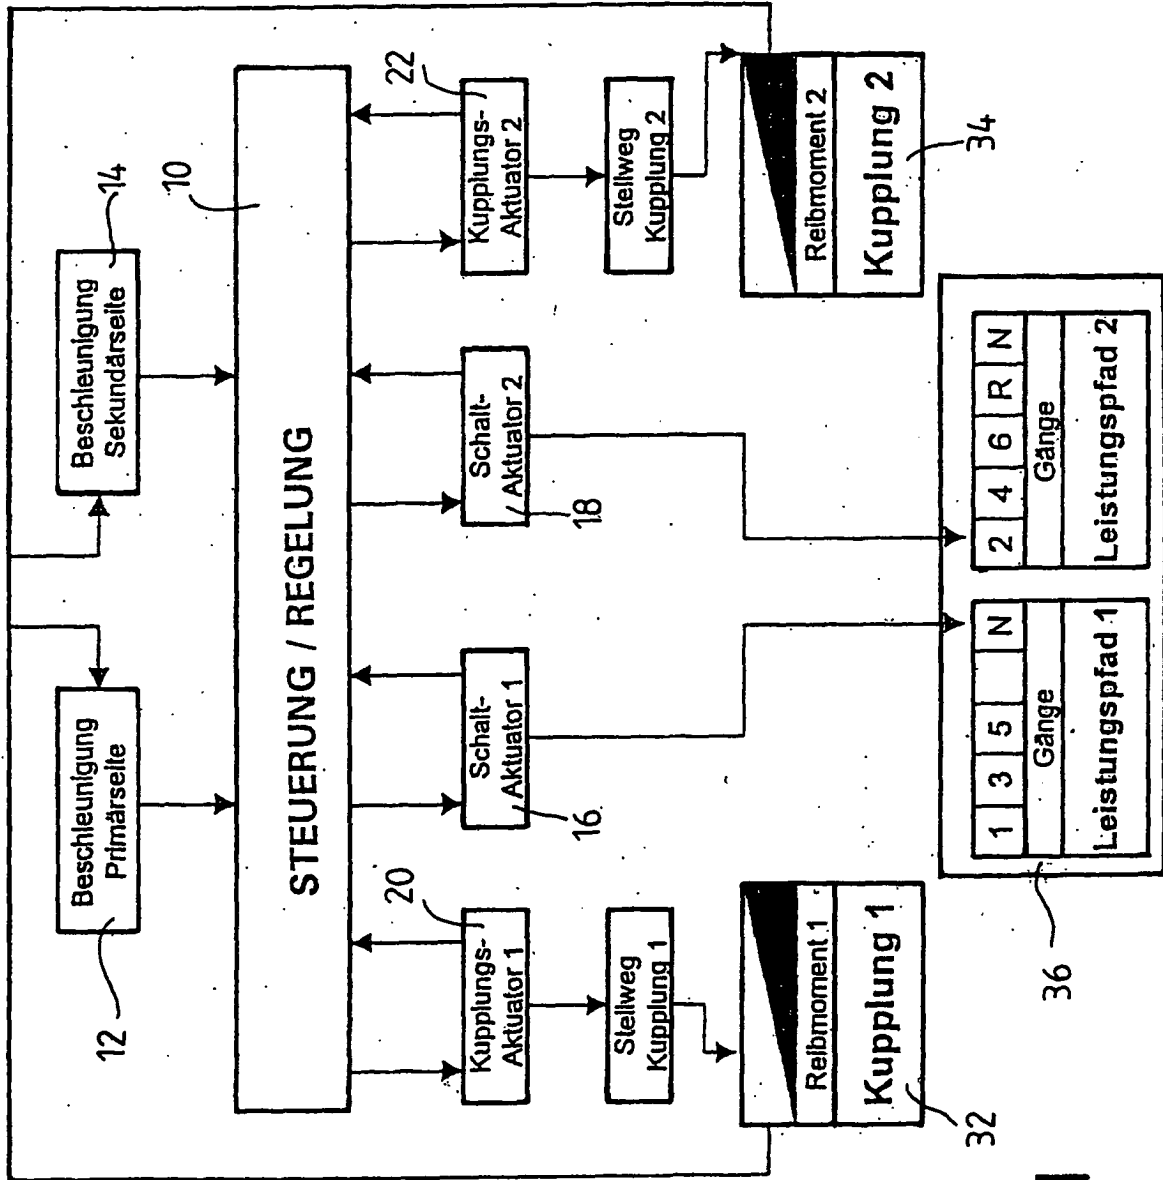 12
Beschleunigung
Primärseite
Beschleunigung
Sekundärseite
14
10
STEUERUNG / REGELUNG
20
Kupplungs-
Aktuator 1
Schalt-
Aktuator 1
16
Schalt-
Aktuator 2
18
22
Kupplungs-
Aktuator 2
Stellweg
Kupplung 1
Stellweg
Kupplung 2
Reibmoment 1
Kupplung 1
32
Reibmoment 2
Kupplung 2
34
1 3 5 N
Gänge
Leistungspfad 1
2 4 6 R N
Gänge
Leistungspfad 2
36